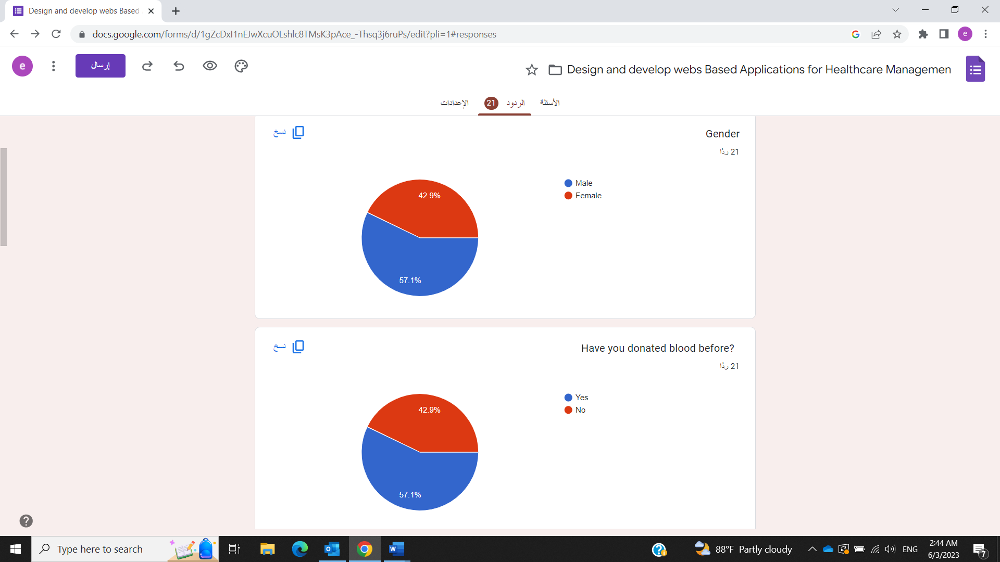 Design and develop webs Based
docs.google.com/forms/d/1gZcDxI1nEJwXcuOLshlc8TMsK3pAce_-Thsq3j6ruPs/edit?pli=1#responses
e
e
إرسال
Design and develop webs Based Applications for Healthcare Managemen
الأسئلة
الردود
21
الإعدادات
Gender
نسخ
21 ردًا
42.9%
57.1%
Male
Female
Have you donated blood before?
نسخ
21 ردًا
42.9%
57.1%
Yes
No
Type here to search
88°F Partly cloudy
ENG
2:44 AM
6/3/2023
7